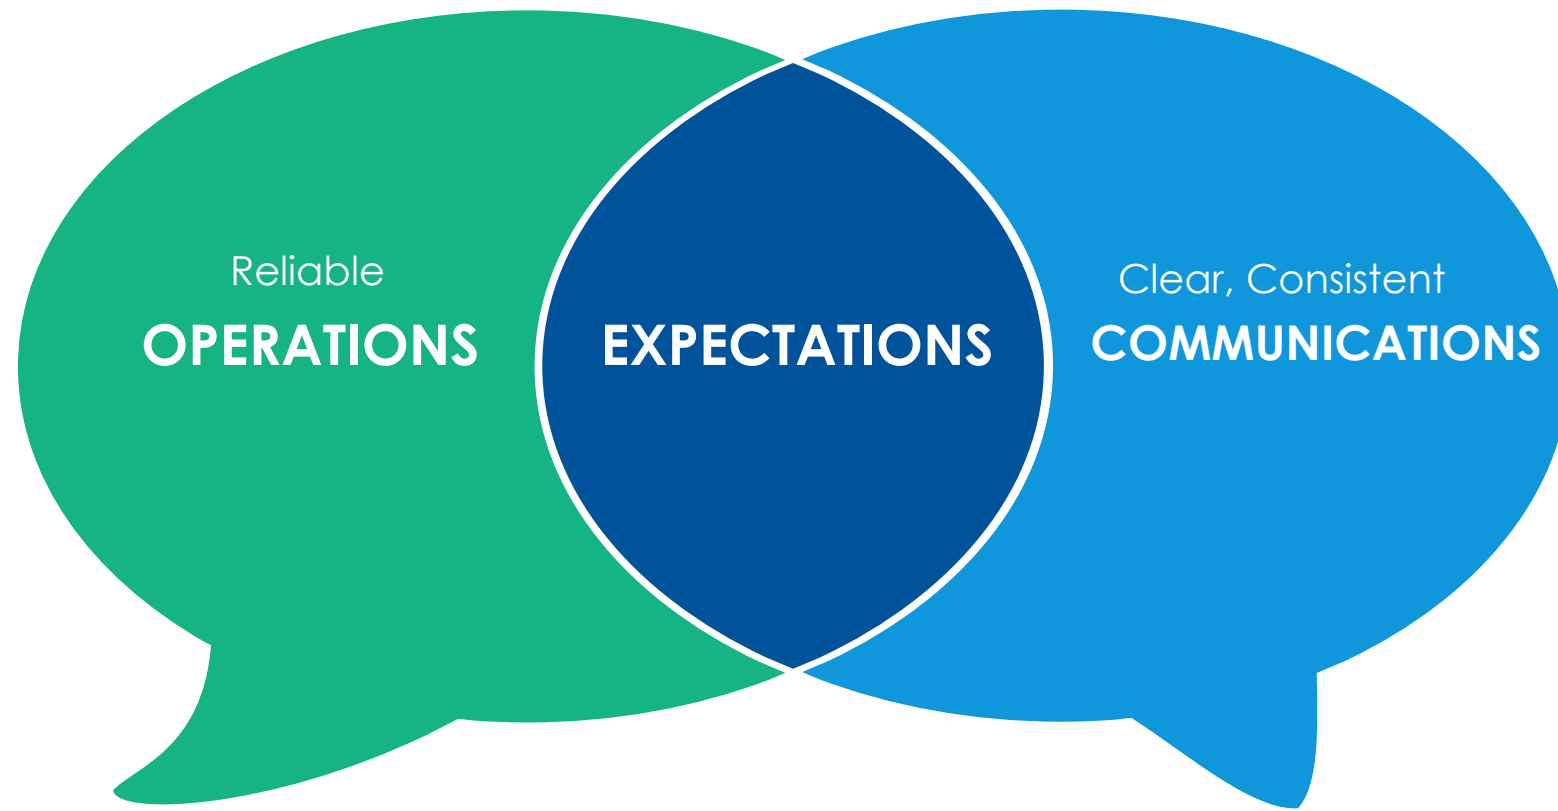 Reliable
OPERATIONS
EXPECTATIONS
Clear, Consistent
COMMUNICATIONS